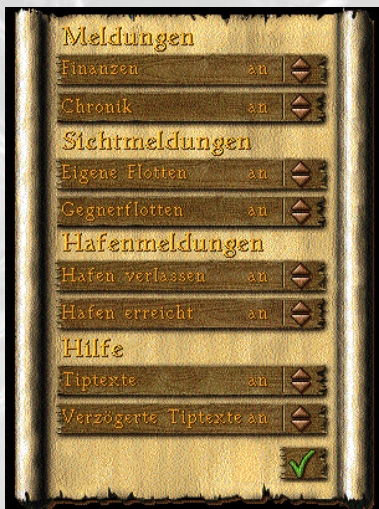 Meldungen
Finanzen an
Chronik an
Sichtmeldungen
Eigene Flotten an
Gegnerflotten an
Hafenmeldungen
Hafen verlassen an
Hafen erreicht an
Hilfe
Tiptexte an
Verzögerte Tiptexte an